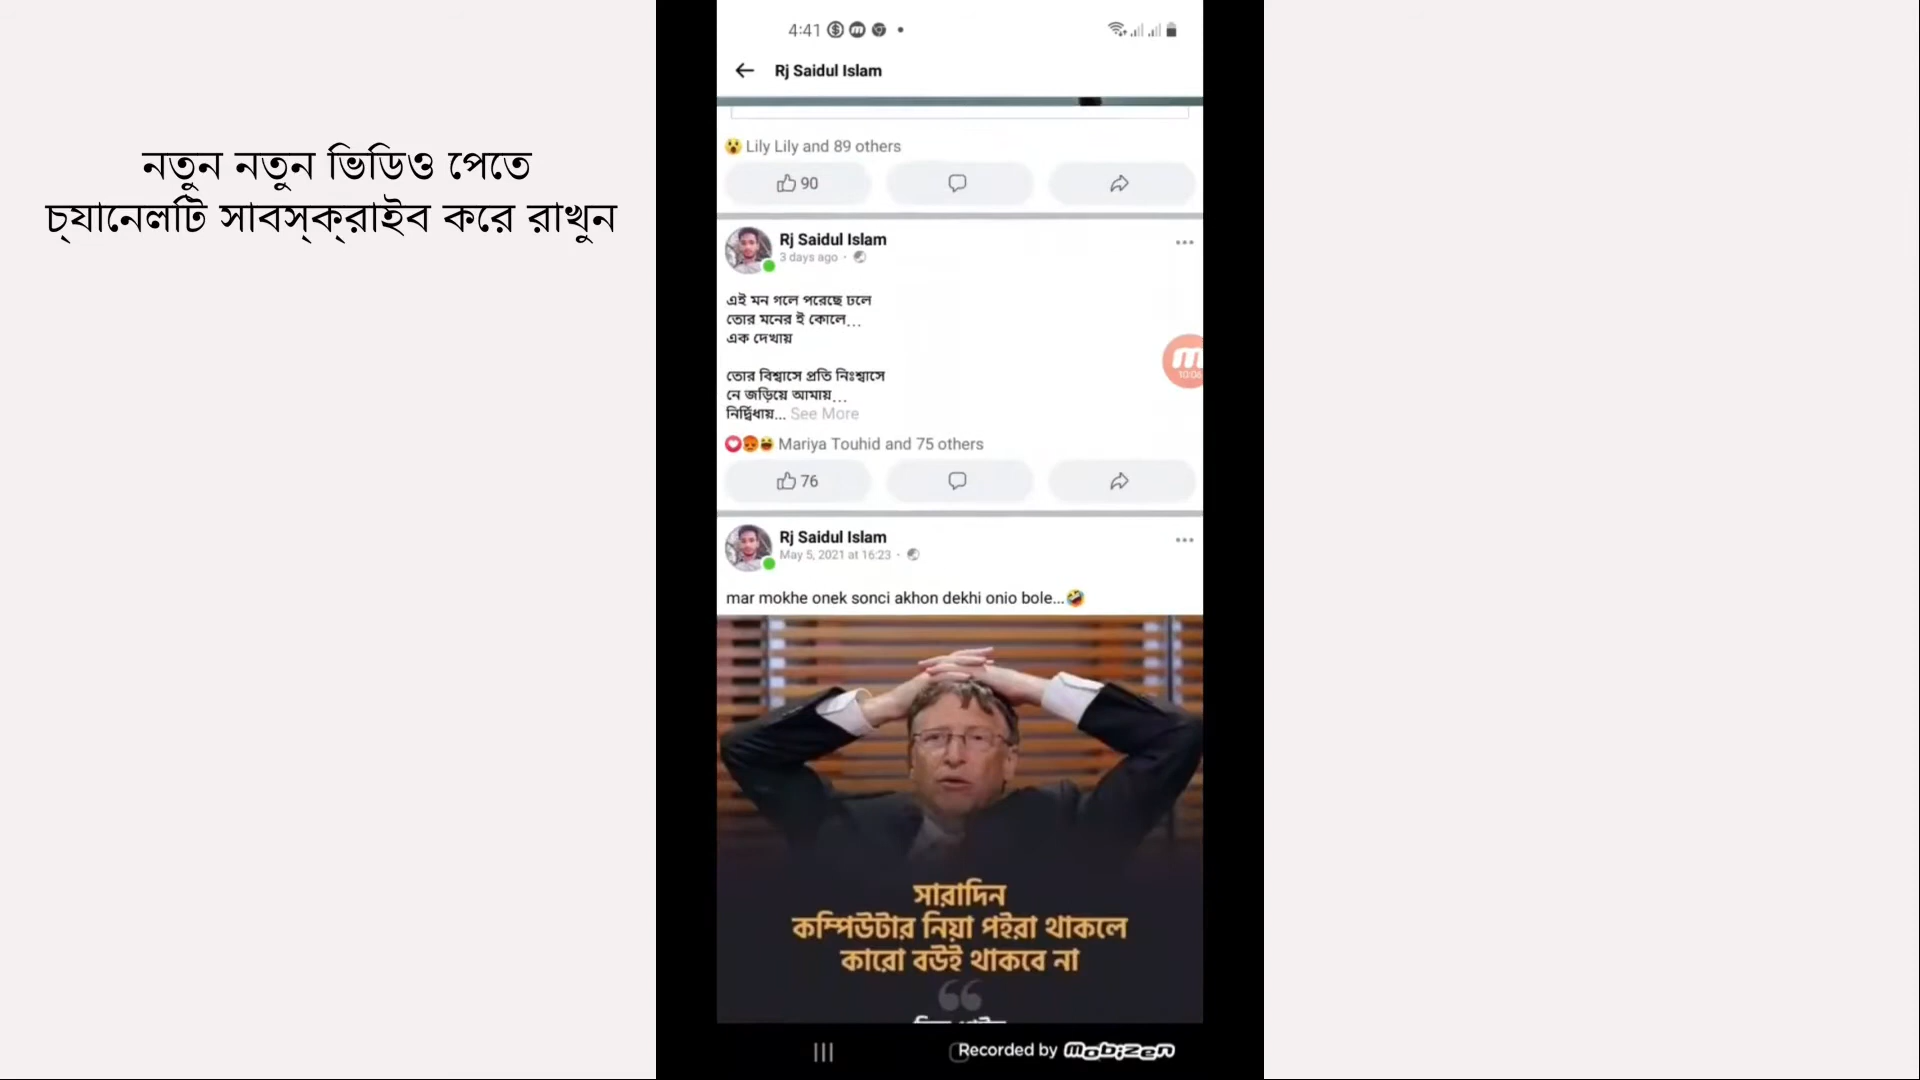 নতুন নতুন ভিডিও পেতে
চ্যানেলটি সাবস্ক্রাইব করে রাখুন
4:41
Rj Saidul Islam
Lily Lily and 89 others
90
Rj Saidul Islam
3 days ago
এই মন গলে পরেছে ঢলে
তোর মনের ই কোলে...
এক দেখায়
তোর বিশ্বাসে প্রতি নিঃশ্বাসে
নে জড়িয়ে আমায়...
নির্দ্বিধায়... See More
10:06
Mariya Touhid and 75 others
76
Rj Saidul Islam
May 5, 2021 at 16:23
mar mokhe onek sonci akhon dekhi onio bole...🤣
সারাদিন
কম্পিউটার নিয়া পইরা থাকলে
কারো বউই থাকবে না
Recorded by mobizen